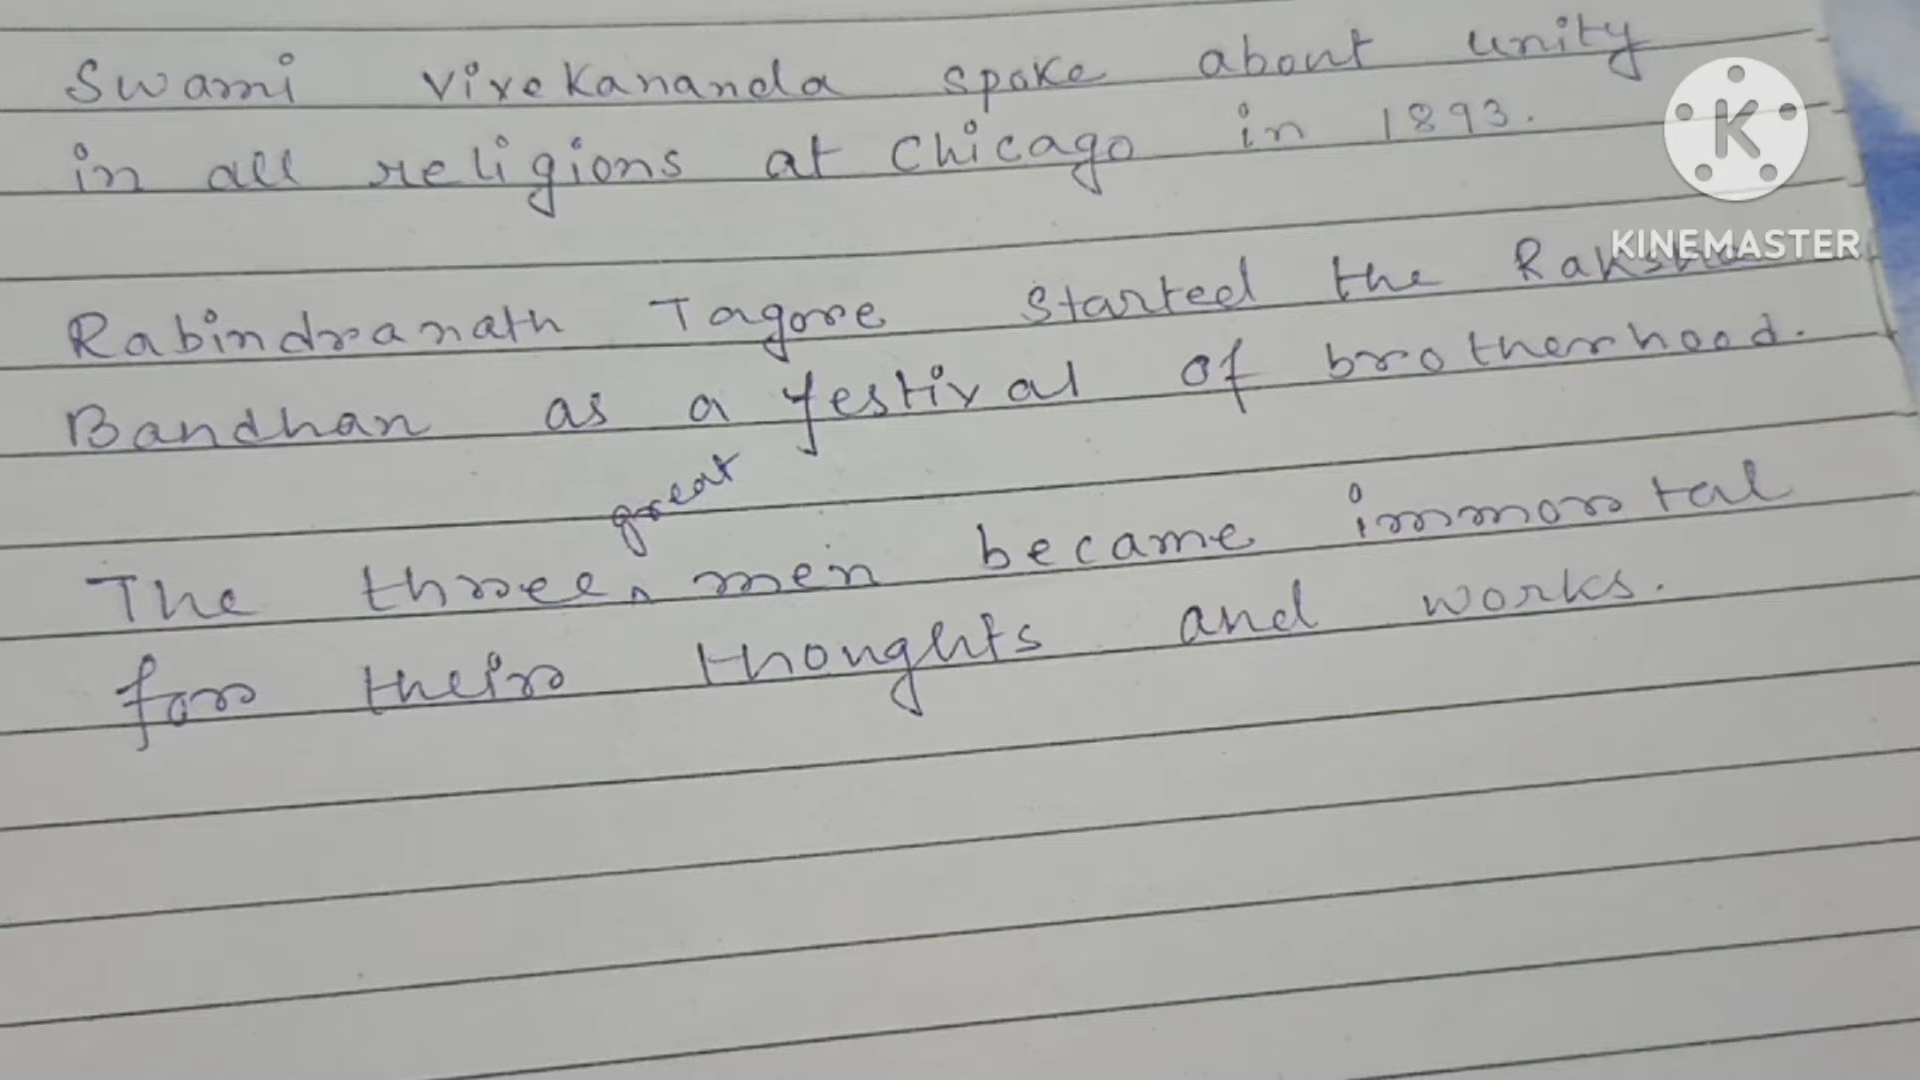 Swami Vivekananda spoke about unity
in all religions at Chicago in 1893.
KINEMASTER
Rabindranath Tagore started the Raksha
Bandhan as a festival of brotherhood.
great
The three ^ men became immortal
for their thoughts and works.